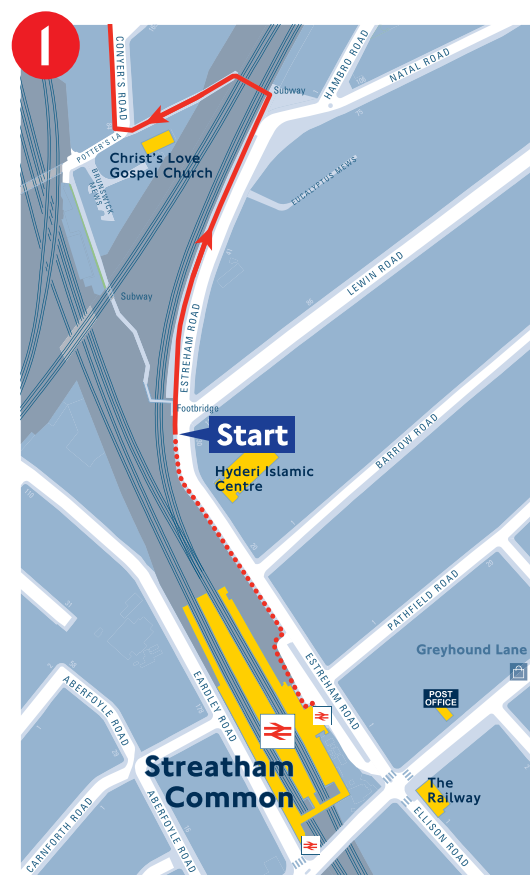 1
CONYER'S ROAD
Subway
HAMBRO ROAD
NATAL ROAD
POTTER'S LA
Christ's Love
Gospel Church
BRUNSWICK
MEWS
EUCALYPTUS MEWS
LEWIN ROAD
Subway
ESTREHAM ROAD
Footbridge
Start
BARROW ROAD
Hyderi Islamic
Centre
PATHFIELD ROAD
Greyhound Lane
ESTREHAM ROAD
EARDLEY ROAD
ABERFOYLE ROAD
POST
OFFICE
Streatham
Common
The
Railway
CARNFORTH ROAD
ABERFOYLE ROAD
ELLISON ROAD